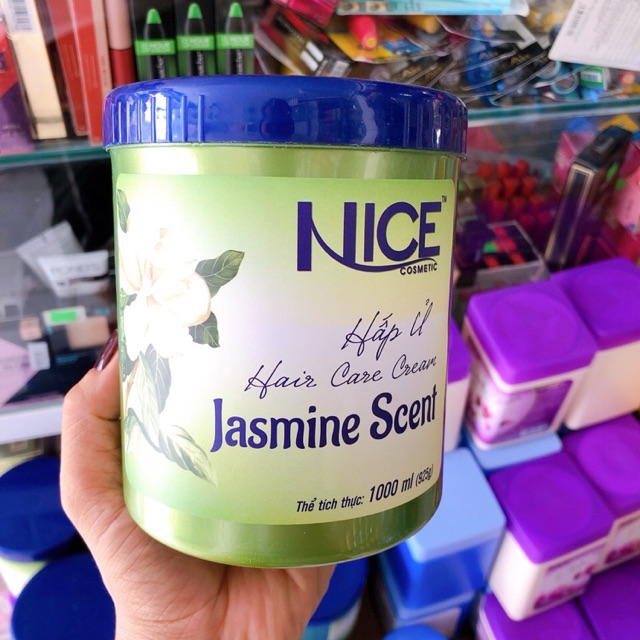 NICE™
COSMETIC
Hấp Ủ
Hair Care Cream
Jasmine Scent
Thể tích thực: 1000 ml (925g)